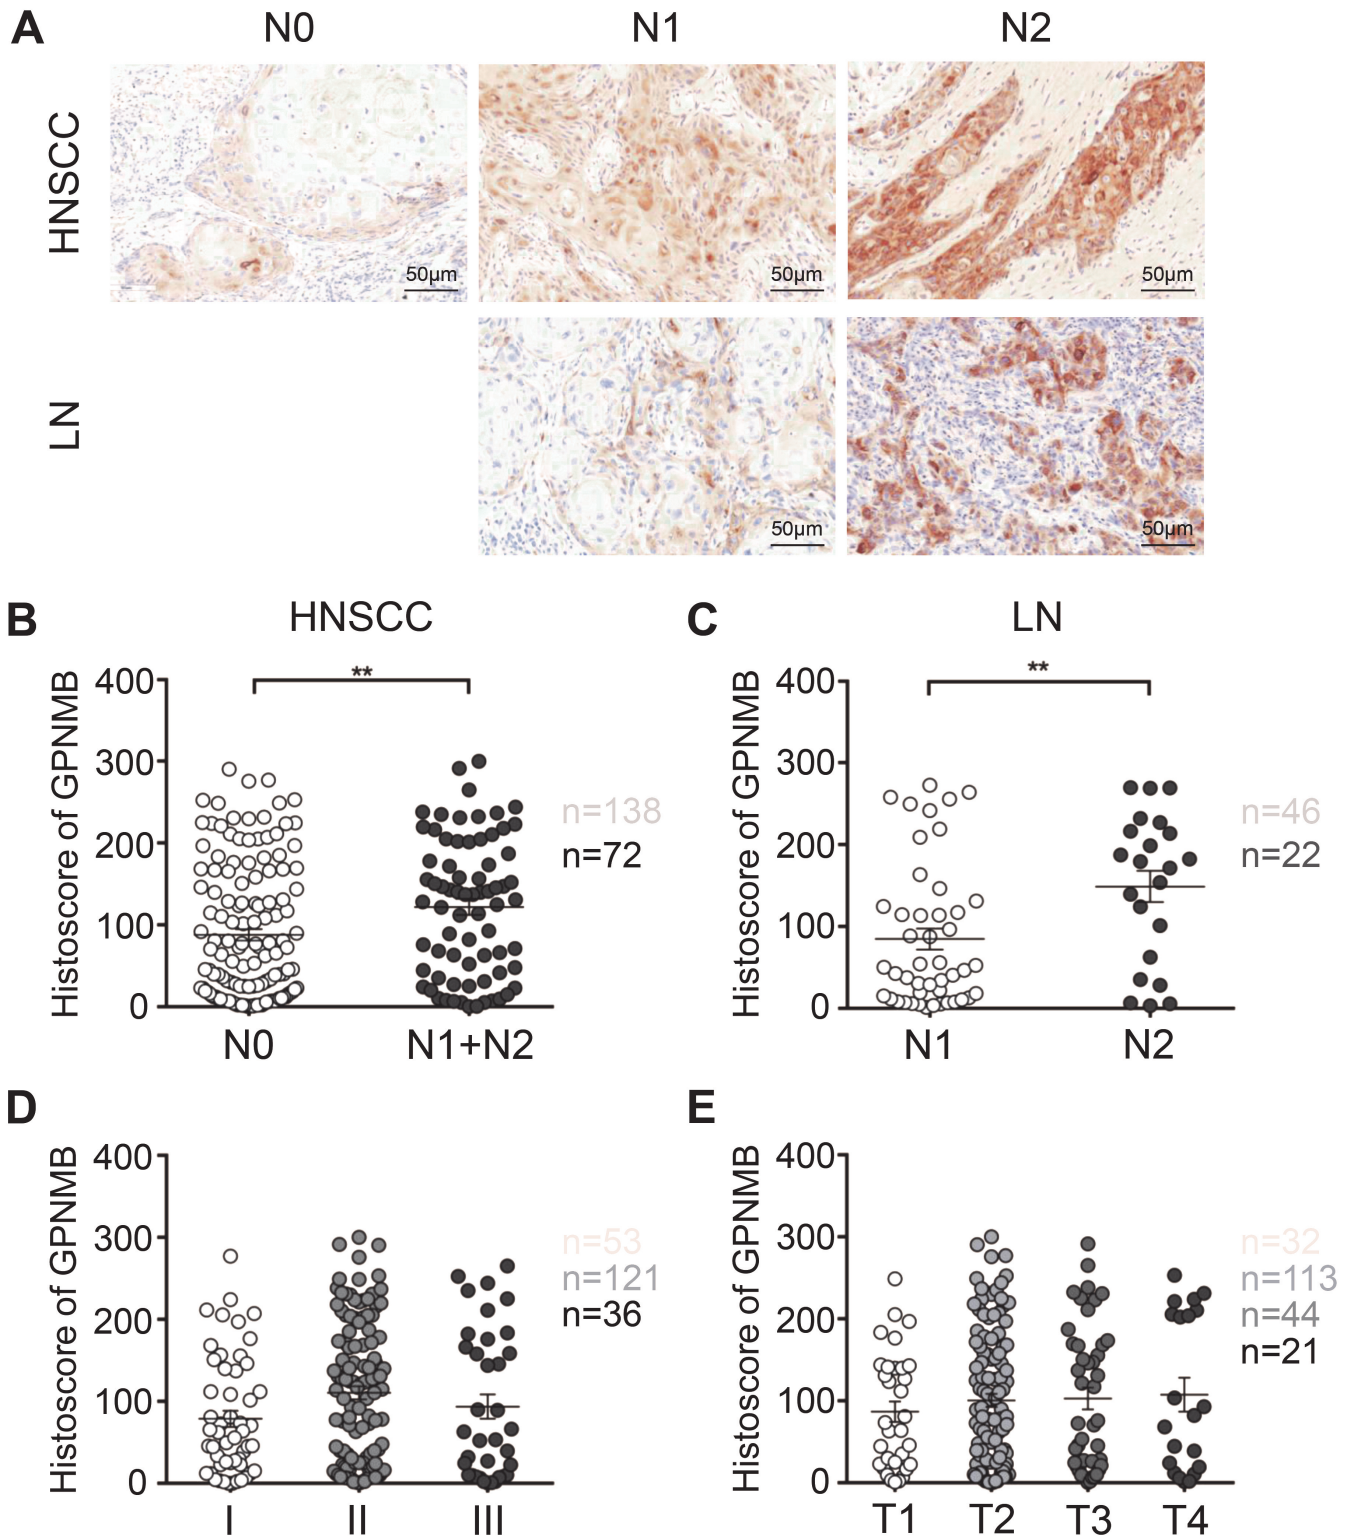 A
N0
N1
N2
HNSCC
50µm
50µm
50µm
LN
50µm
50µm
B
HNSCC
Histoscore of GPNMB
400
300
200
100
0
**
n=138
n=72
N0
N1+N2
C
LN
Histoscore of GPNMB
400
300
200
100
0
**
n=46
n=22
N1
N2
D
Histoscore of GPNMB
400
300
200
100
0
n=53
n=121
n=36
I
II
III
E
Histoscore of GPNMB
400
300
200
100
0
n=32
n=113
n=44
n=21
T1
T2
T3
T4